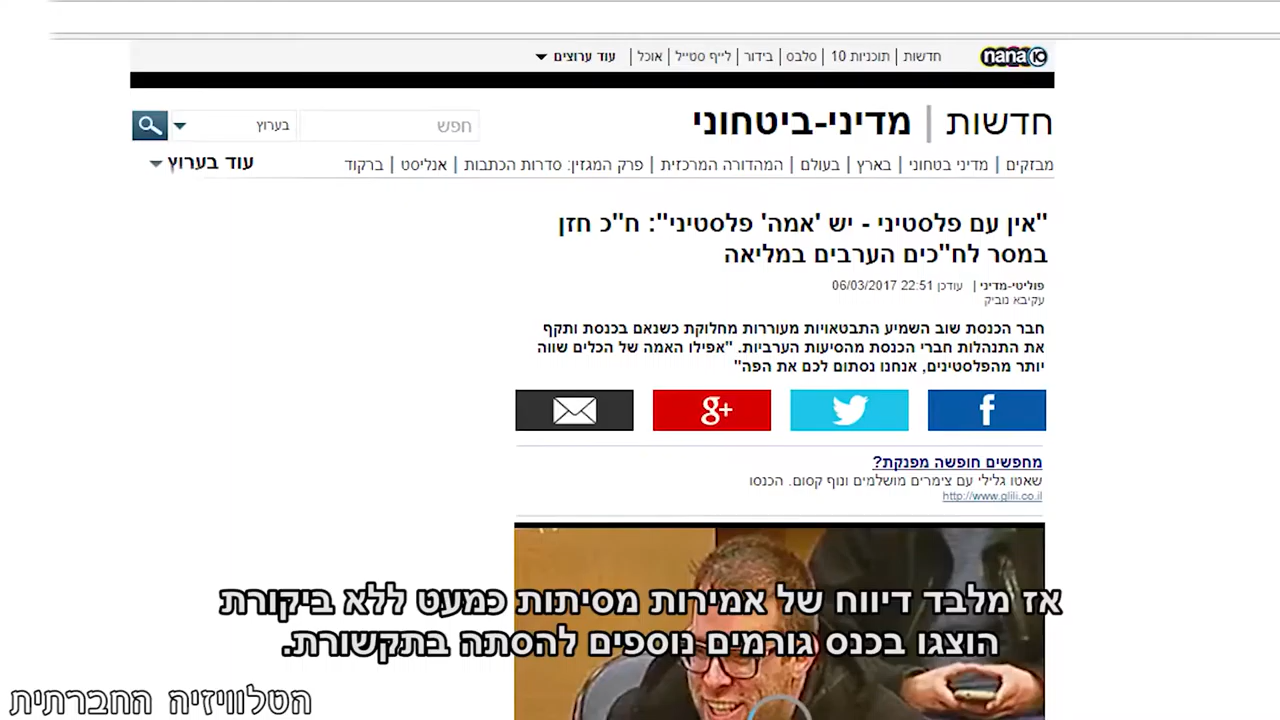 nana10
חדשות | תוכניות 10 | סלבס | בידור | לייף סטייל | אוכל | עוד ערוצים
חדשות | מדיני-ביטחוני
חפש
בערוץ
מבזקים | מדיני בטחוני | בארץ | בעולם | המהדורה המרכזית | פרק המגזין: סדרות הכתבות | אנליסט | ברקוד
עוד בערוץ
"אין עם פלסטיני - יש 'אמה' פלסטיני": ח"כ חזן
במסר לח"כים הערבים במליאה
פוליטי-מדיני | עודכן 22:51 06/03/2017
עקיבא נוביק
חבר הכנסת שוב השמיע התבטאויות מעוררות מחלוקת כשנאם בכנסת ותקף
את התנהלות חברי הכנסת מהסיעות הערביות. "אפילו האמה של הכלים שווה
יותר מהפלסטינים, אנחנו נסתום לכם את הפה"
g+
f
מחפשים חופשה מפנקת?
שאטו גלילי עם צימרים מושלמים ונוף קסום. הכנסו
http://www.glili.co.il
אז מלבד דיווח של אמירות מסיתות כמעט ללא ביקורת
הוצגו בכנס גורמים נוספים להסתה בתקשורת.
הטלוויזיה החברתית